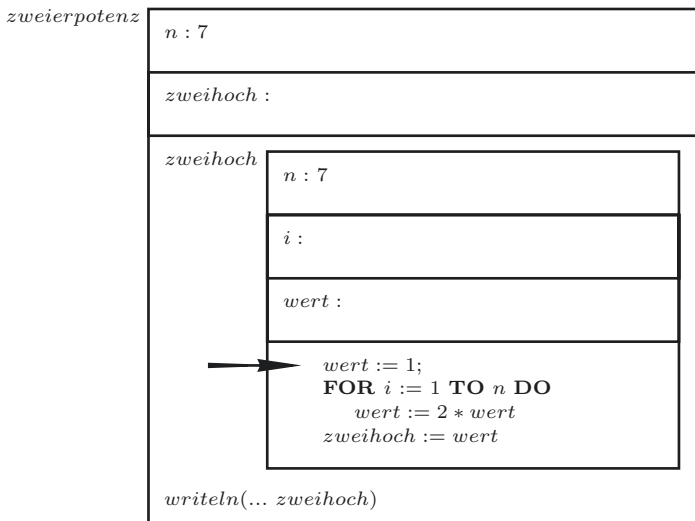 zweierpotenz
n : 7
zweihoch :
zweihoch
n : 7
i :
wert :
wert := 1;
FOR i := 1 TO n DO
wert := 2 ∗ wert
zweihoch := wert
writeln(... zweihoch)